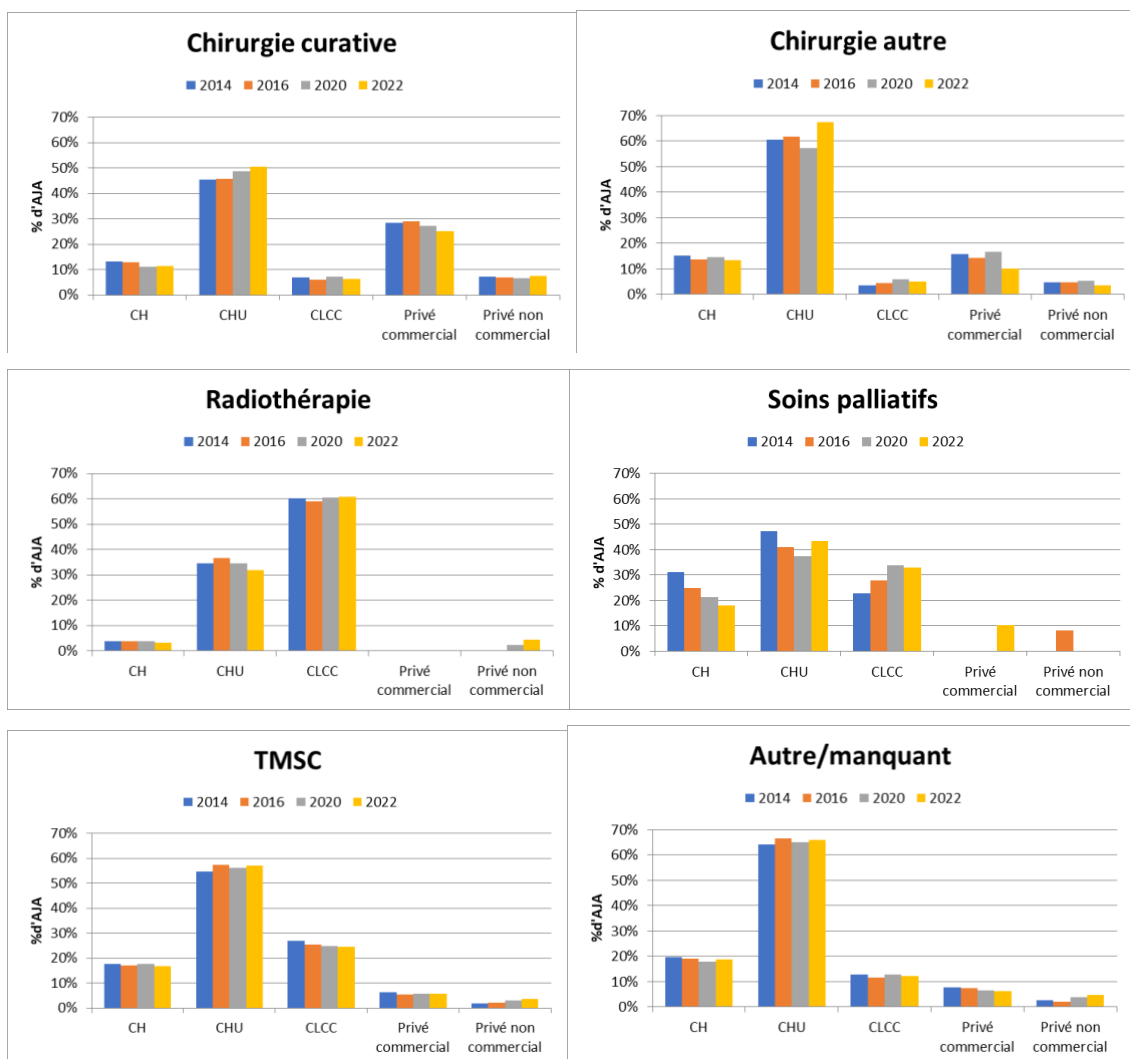 Chirurgie curative
2014 2016 2020 2022
% d'AJA
70%
60%
50%
40%
30%
20%
10%
0%
CH CHU CLCC Privé commercial Privé non commercial
Chirurgie autre
2014 2016 2020 2022
% d'AJA
70%
60%
50%
40%
30%
20%
10%
0%
CH CHU CLCC Privé commercial Privé non commercial
Radiothérapie
2014 2016 2020 2022
% d'AJA
70%
60%
50%
40%
30%
20%
10%
0%
CH CHU CLCC Privé commercial Privé non commercial
Soins palliatifs
2014 2016 2020 2022
% d'AJA
70%
60%
50%
40%
30%
20%
10%
0%
CH CHU CLCC Privé commercial Privé non commercial
TMSC
2014 2016 2020 2022
%d'AJA
70%
60%
50%
40%
30%
20%
10%
0%
CH CHU CLCC Privé commercial Privé non commercial
Autre/manquant
2014 2016 2020 2022
%d'AJA
70%
60%
50%
40%
30%
20%
10%
0%
CH CHU CLCC Privé commercial Privé non commercial